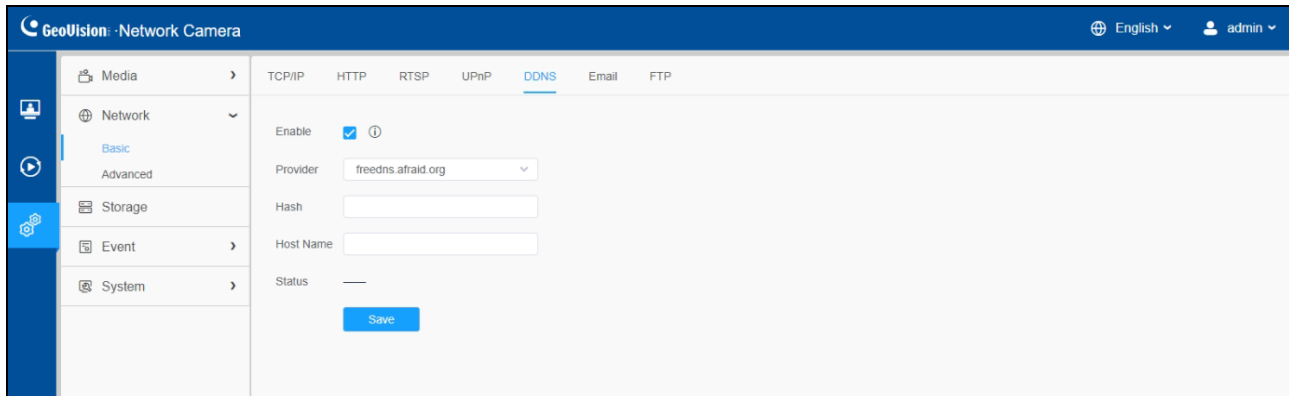 GeoVision: ·Network Camera
English
admin
Media
Network
Basic
Advanced
Storage
Event
System
TCP/IP HTTP RTSP UPnP DDNS Email FTP
Enable
Provider freedns.afraid.org
Hash
Host Name
Status
Save